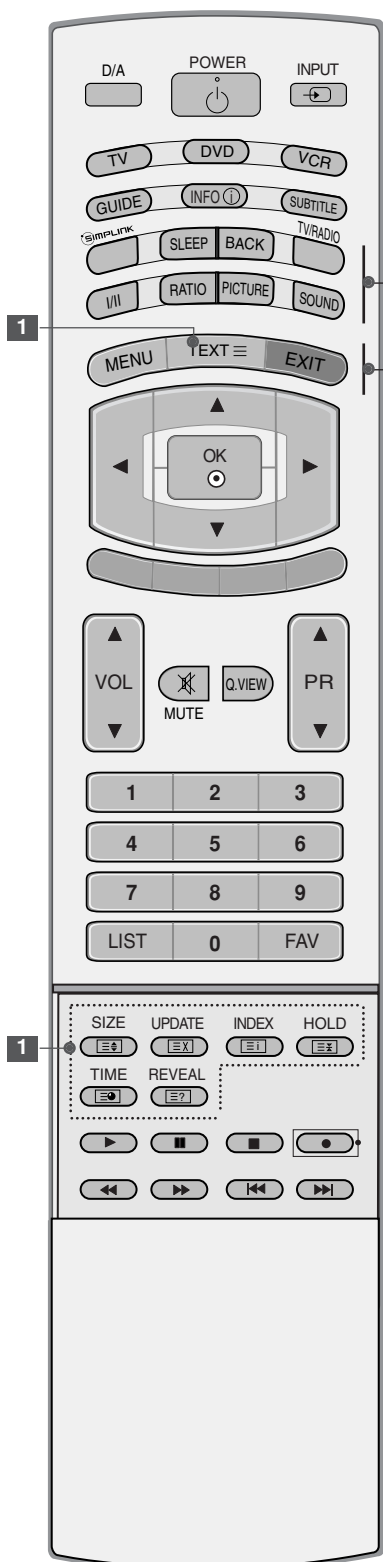 D/A POWER INPUT
TV DVD VCR
GUIDE INFO i SUBTITLE
SIMPLINK SLEEP BACK TV/RADIO
I/II RATIO PICTURE SOUND
1
MENU TEXT EXIT
OK
VOL MUTE Q.VIEW PR
1 2 3
4 5 6
7 8 9
LIST 0 FAV
SIZE UPDATE INDEX HOLD
1
TIME REVEAL